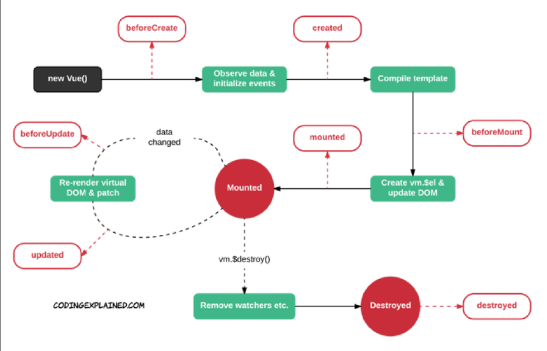 beforeCreate
created
new Vue()
Observe data &
initialize events
Compile template
beforeUpdate
data
changed
mounted
beforeMount
Re-render virtual
DOM & patch
Mounted
Create vm.$el &
update DOM
updated
vm.$destroy()
CODINGEXPLAINED.COM
Remove watchers etc.
Destroyed
destroyed